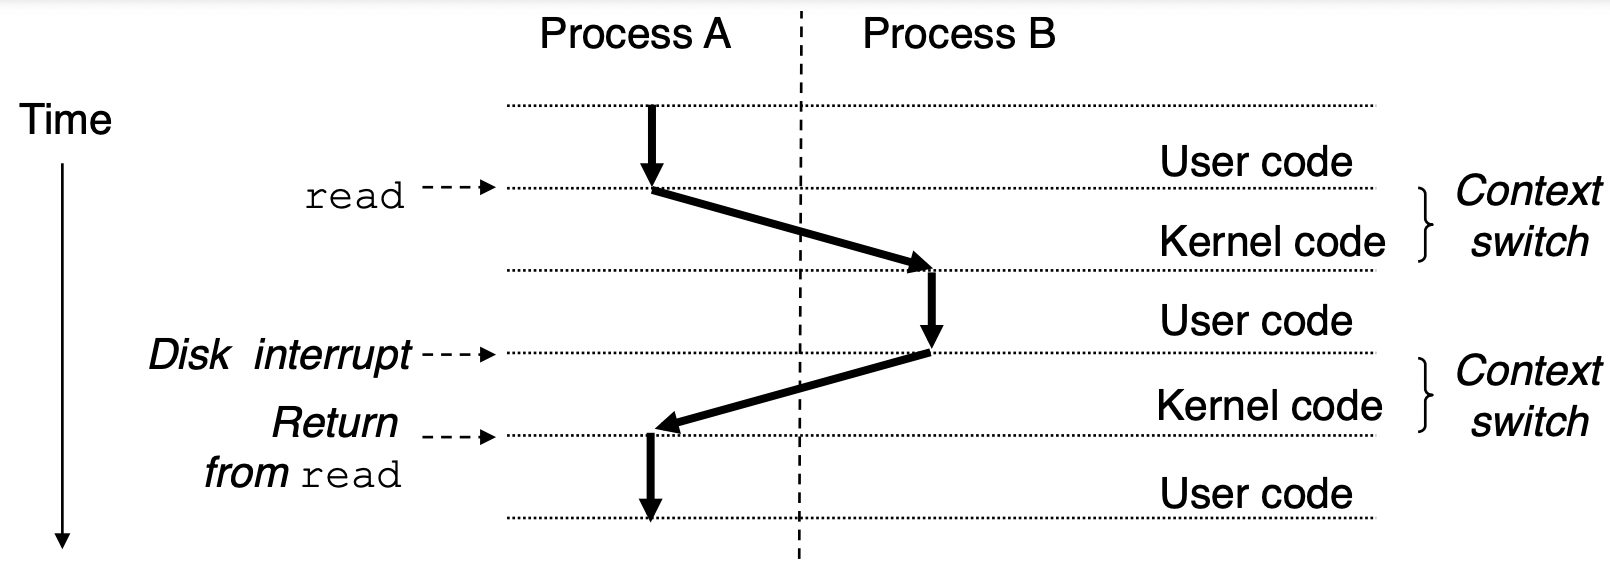 Process A
Process B
Time
User code
read
Context
switch
Kernel code
User code
Disk interrupt
Context
switch
Kernel code
Return
from read
User code